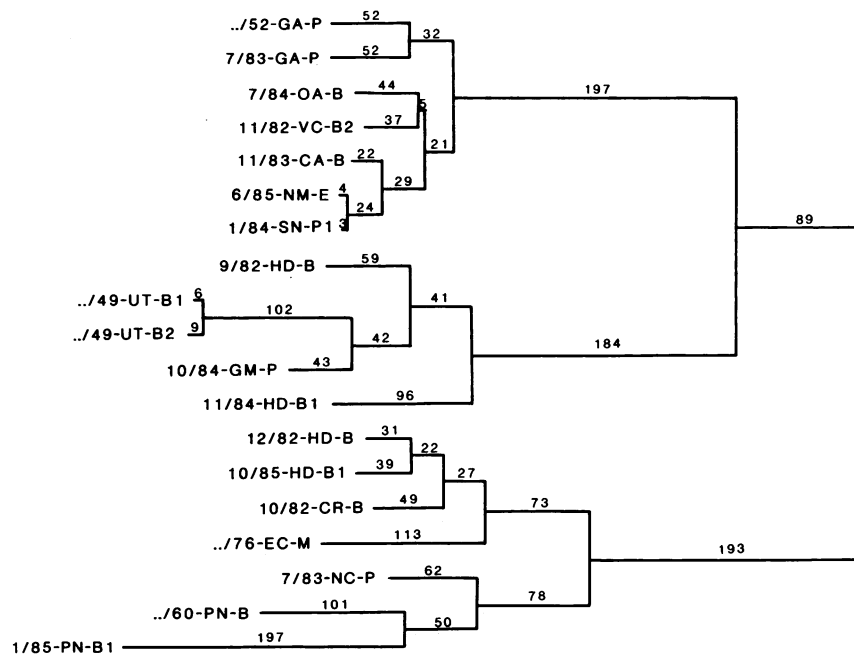 52
../52-GA-P
32
52
7/83-GA-P
44
7/84-OA-B
5
197
37
11/82-VC-B2
21
22
11/83-CA-B
29
4
6/85-NM-E
24
3
1/84-SN-P1
89
59
9/82-HD-B
6
../49-UT-B1
102
41
9
../49-UT-B2
42
184
43
10/84-GM-P
96
11/84-HD-B1
31
12/82-HD-B
22
39
10/85-HD-B1
27
49
10/82-CR-B
73
113
../76-EC-M
193
62
7/83-NC-P
78
101
../60-PN-B
50
197
1/85-PN-B1